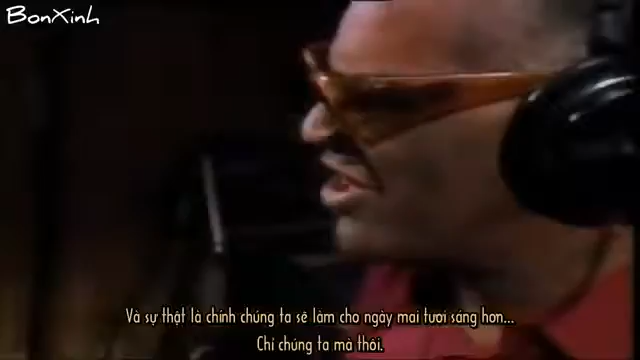 BonXinh
Và sự thật là chính chúng ta sẽ làm cho ngày mai tươi sáng hơn...
Chỉ chúng ta mà thôi.